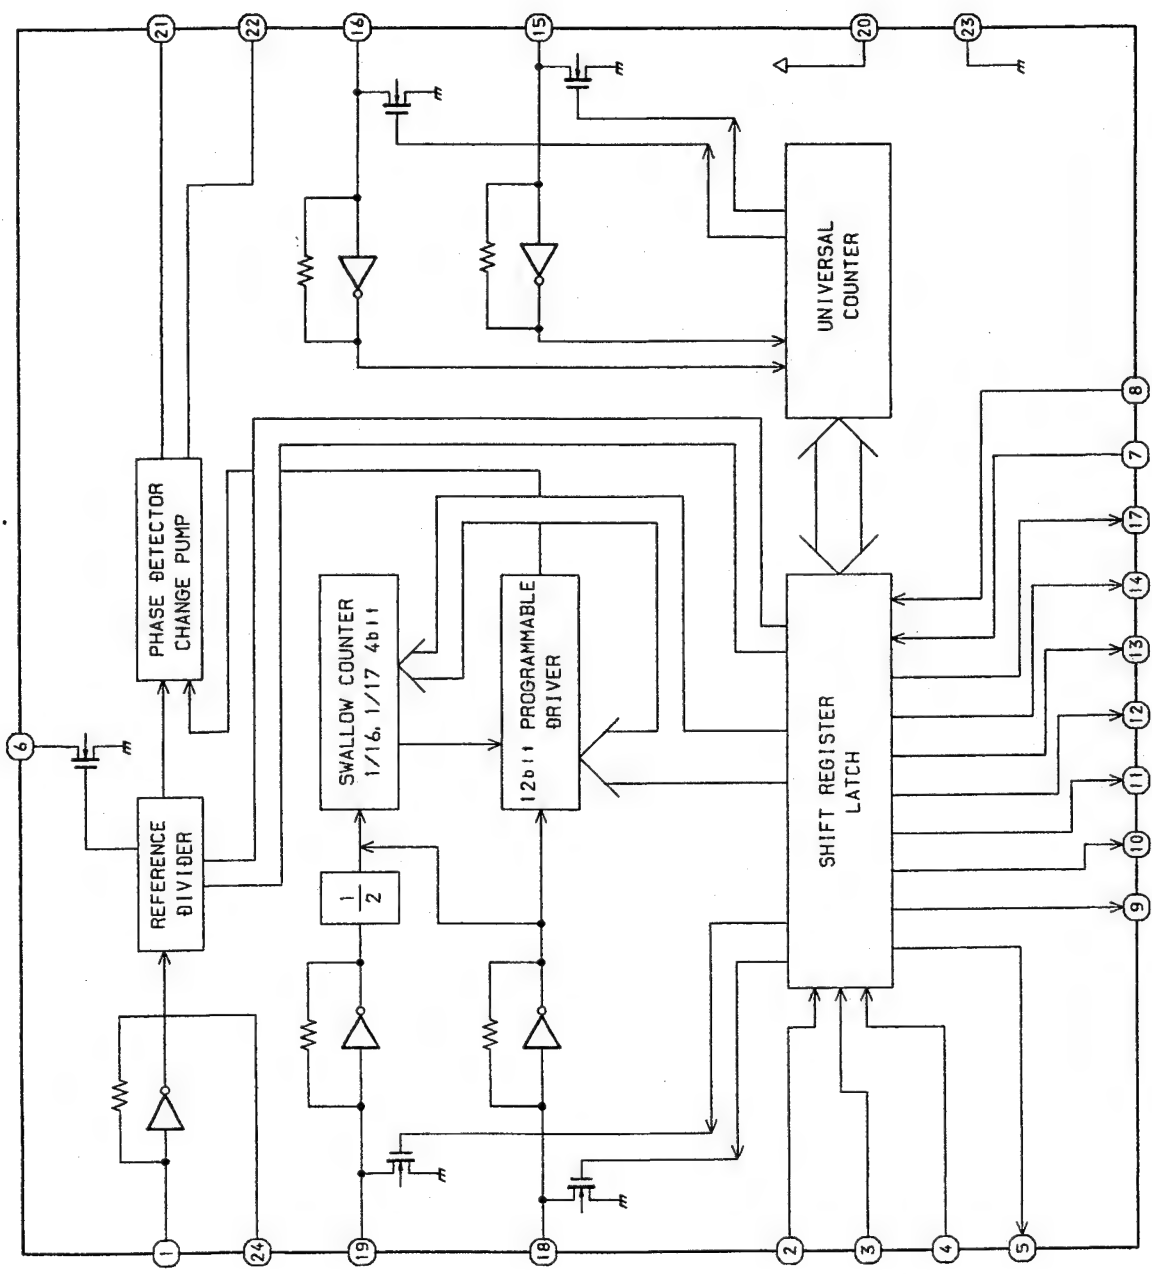 21
22
16
15
20
23
6
PHASE DETECTOR
CHANGE PUMP
REFERENCE
DIVIDER
SWALLOW COUNTER
1/16, 1/17 4bit
12bit PROGRAMMABLE
DRIVER
1
2
UNIVERSAL
COUNTER
SHIFT REGISTER
LATCH
8
7
17
14
13
12
11
10
9
1
24
19
18
2
3
4
5